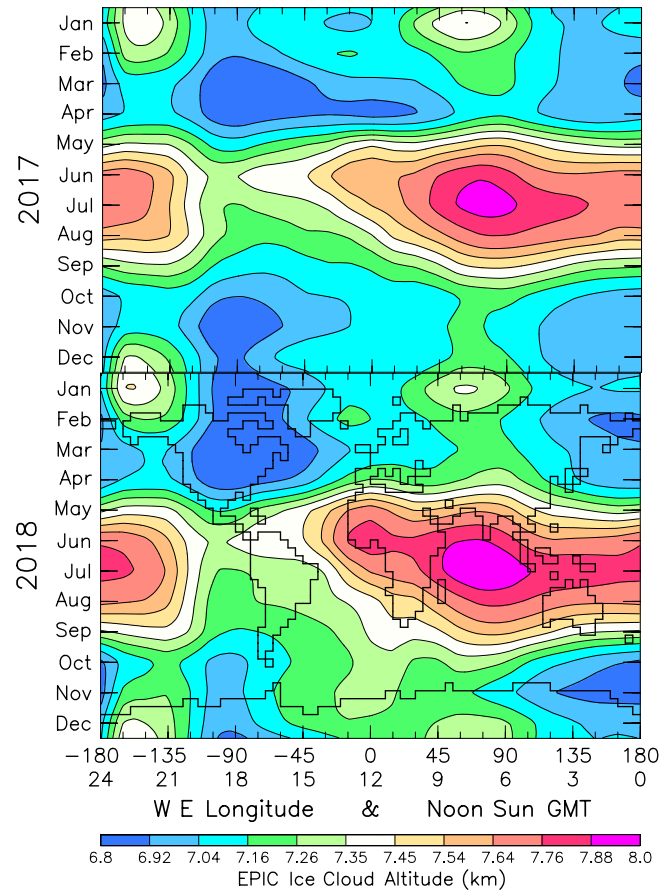 2017
Jan
Feb
Mar
Apr
May
Jun
Jul
Aug
Sep
Oct
Nov
Dec
2018
Jan
Feb
Mar
Apr
May
Jun
Jul
Aug
Sep
Oct
Nov
Dec
−180 −135 −90 −45 0 45 90 135 180
24 21 18 15 12 9 6 3 0
W E Longitude & Noon Sun GMT
6.8 6.92 7.04 7.16 7.26 7.35 7.45 7.54 7.64 7.76 7.88 8.0
EPIC Ice Cloud Altitude (km)